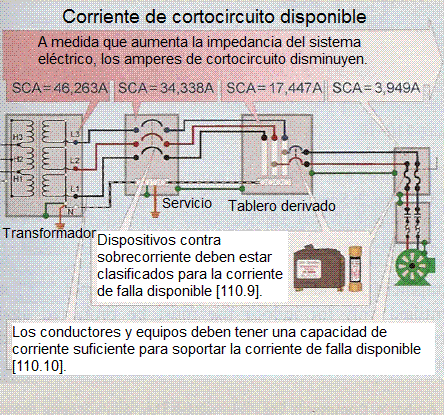 Corriente de cortocircuito disponible
A medida que aumenta la impedancia del sistema
eléctrico, los amperes de cortocircuito disminuyen.
SCA=46,263A
SCA=34,338A
SCA=17,447A
SCA=3,949A
H3
H2
H1
L3
L2
L1
N
Transformador
Servicio
Tablero derivado
Dispositivos contra
sobrecorriente deben estar
clasificados para la corriente
de falla disponible [110.9].
Los conductores y equipos deben tener una capacidad de
corriente suficiente para soportar la corriente de falla disponible
[110.10].